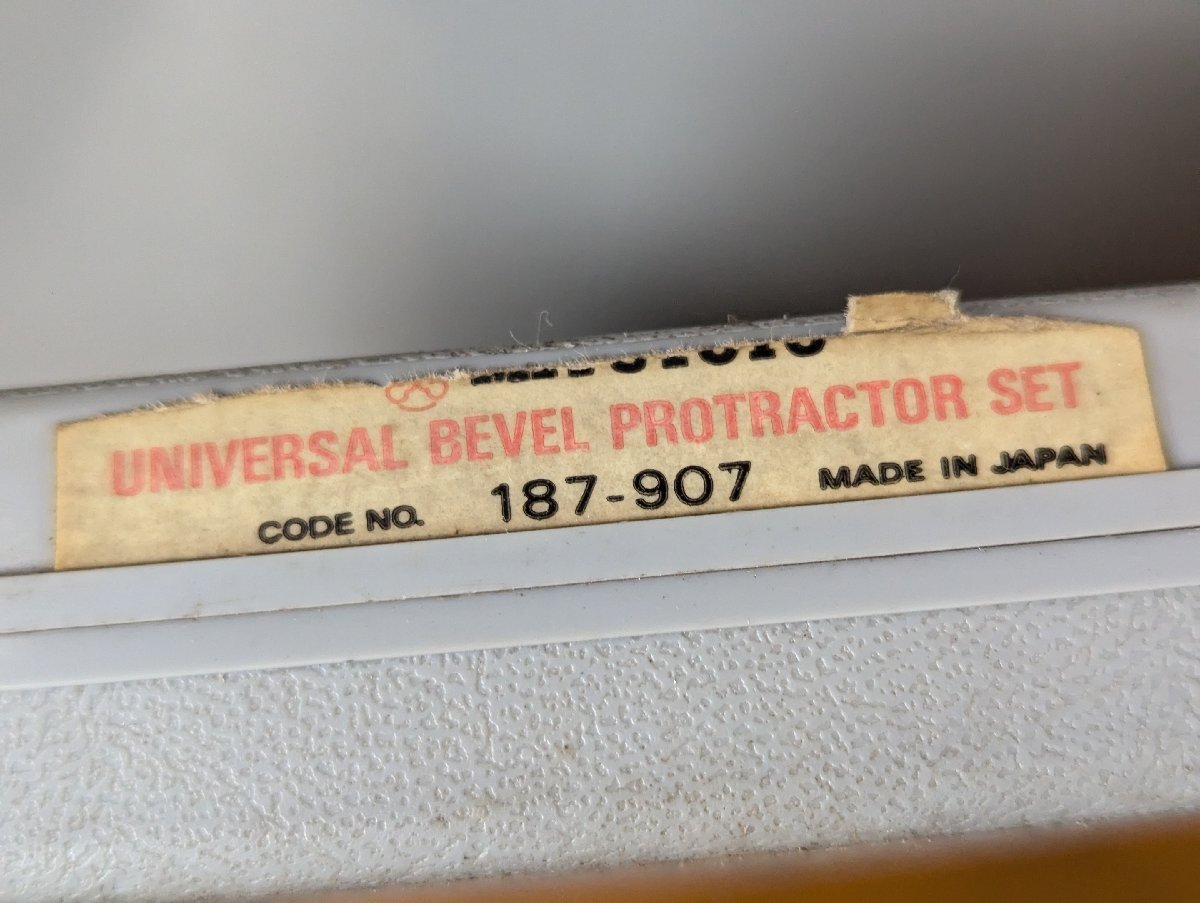 UNIVERSAL BEVEL PROTRACTOR SET
CODE NO. 187-907 MADE IN JAPAN